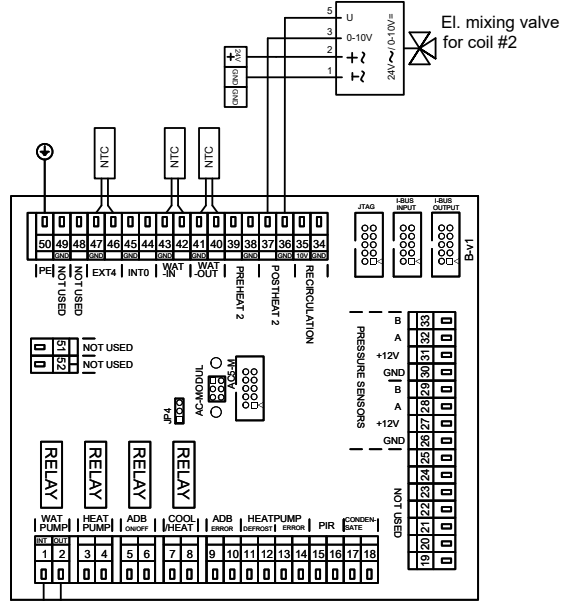 5 U
3 0-10V
2 +~
1 ⊢~
24V~/0-10V=
El. mixing valve
for coil #2
+ 24V
GND
GND
NTC
NTC
NTC
50 49 48 47 46 45 44 43 42 41 40 39 38 37 36 35 34
GND GND GND GND GND GND GND 10V GND
PE
NOT USED
NOT USED
EXT4
INT0
WAT
-IN
WAT
-OUT
PREHEAT 2
POSTHEAT 2
RECIRCULATION
JTAG
I-BUS
INPUT
I-BUS
OUTPUT
B-v1
51 NOT USED
52 NOT USED
JP4
AC-MODUL
AC5-M
PRESSURE SENSORS
B 33
A 32
+12V 31
GND 30
B 29
A 28
+12V 27
GND 26
25
24
23
22
21
20
19
NOT USED
RELAY
RELAY
RELAY
RELAY
WAT
PUMP
HEAT
PUMP
ADB
ON/OFF
COOL
/HEAT
ADB
ERROR
HEATPUMP
DEFROST
ERROR
PIR
CONDEN-
SATE
INT OUT
1 2 3 4 5 6 7 8 9 10 11 12 13 14 15 16 17 18